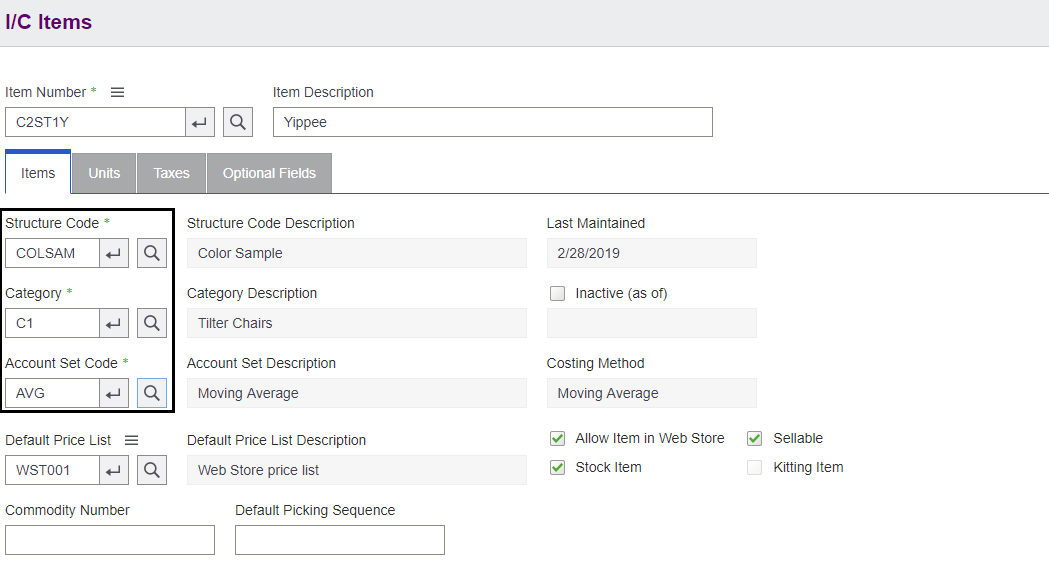 I/C Items
Item Number *
Item Description
C2ST1Y
Yippee
Items Units Taxes Optional Fields
Structure Code * Structure Code Description Last Maintained
COLSAM Color Sample 2/28/2019
Category * Category Description Inactive (as of)
C1 Tilter Chairs
Account Set Code * Account Set Description Costing Method
AVG Moving Average Moving Average
Default Price List Default Price List Description Allow Item in Web Store Sellable
WST001 Web Store price list Stock Item Kitting Item
Commodity Number Default Picking Sequence